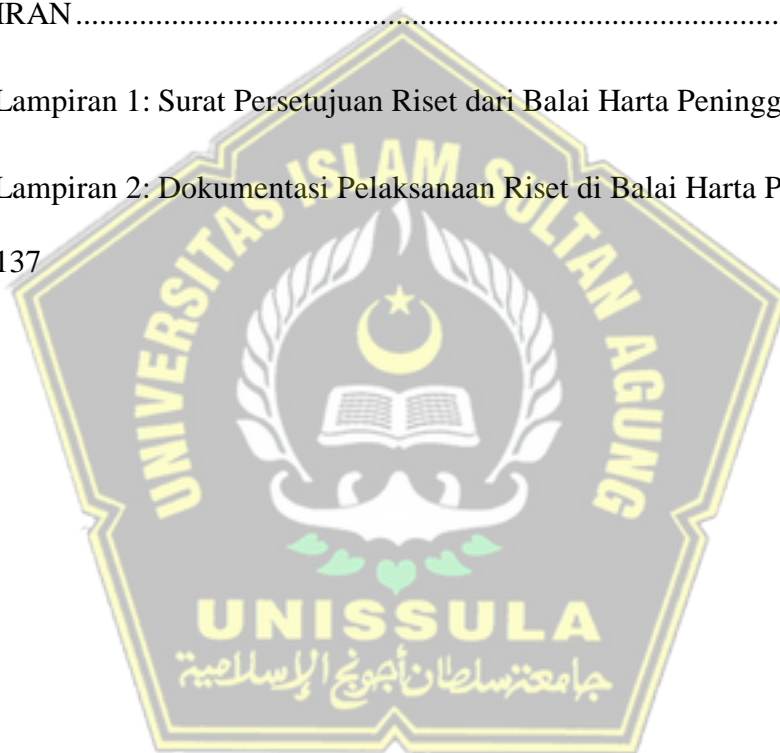 IRAN..........................................................................................
Lampiran 1: Surat Persetujuan Riset dari Balai Harta Peningg
Lampiran 2: Dokumentasi Pelaksanaan Riset di Balai Harta P
137
UNIVERSITAS ISLAM SULTAN AGUNG
UNISSULA
جامعة سلطان أجونج الإسلامية